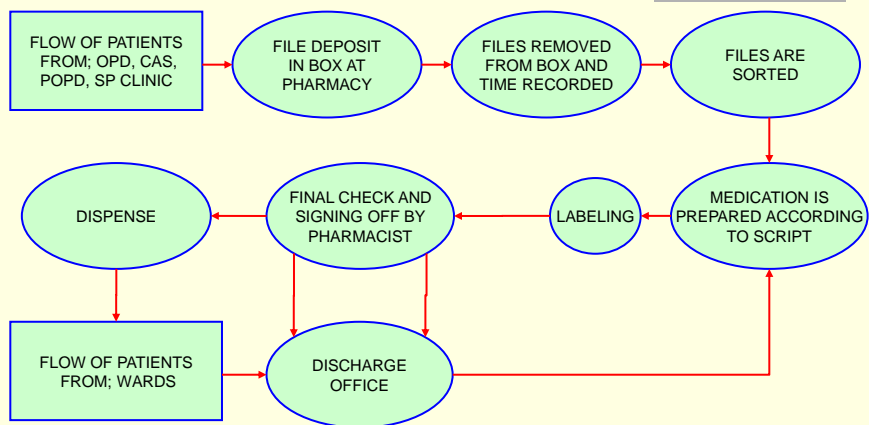 FLOW OF PATIENTS
FROM; OPD, CAS,
POPD, SP CLINIC
FILE DEPOSIT
IN BOX AT
PHARMACY
FILES REMOVED
FROM BOX AND
TIME RECORDED
FILES ARE
SORTED
DISPENSE
FINAL CHECK AND
SIGNING OFF BY
PHARMACIST
LABELING
MEDICATION IS
PREPARED ACCORDING
TO SCRIPT
FLOW OF PATIENTS
FROM; WARDS
DISCHARGE
OFFICE